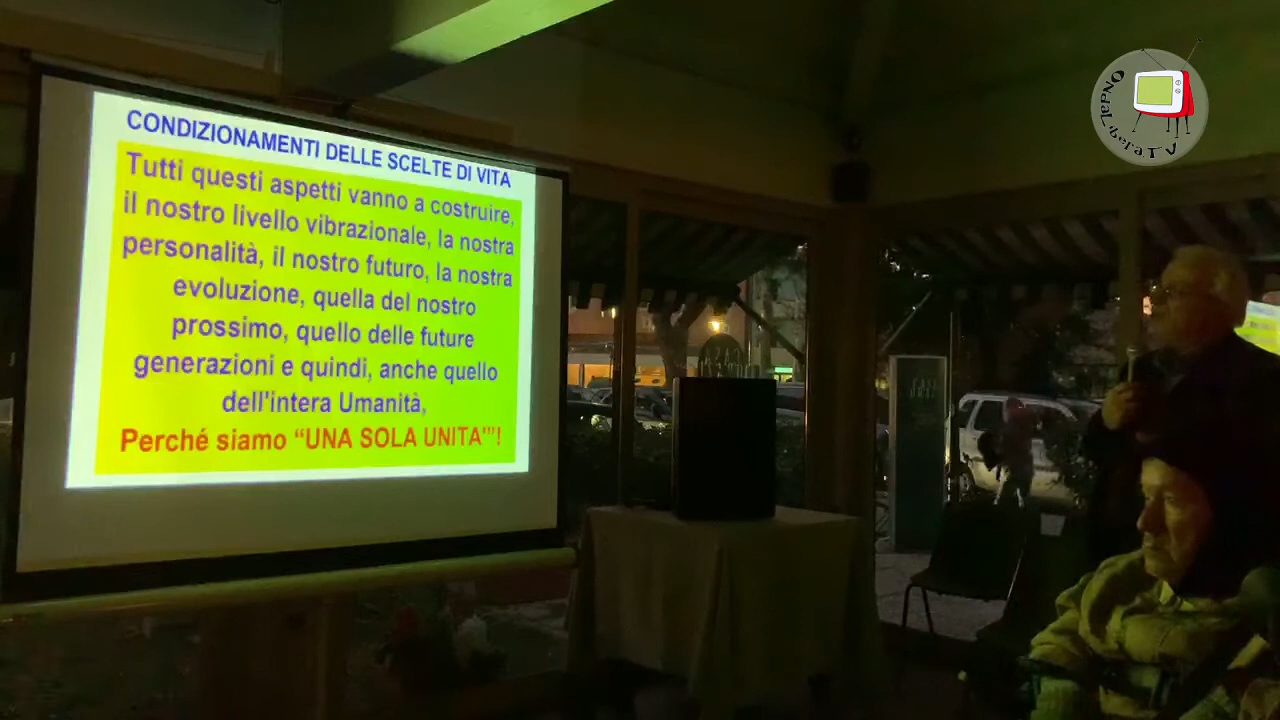 CONDIZIONAMENTI DELLE SCELTE DI VITA
Tutti questi aspetti vanno a costruire,
il nostro livello vibrazionale, la nostra
personalità, il nostro futuro, la nostra
evoluzione, quella del nostro
prossimo, quello delle future
generazioni e quindi, anche quello
dell'intera Umanità,
Perché siamo “UNA SOLA UNITA'”!
OndaLiberaTV
CASA